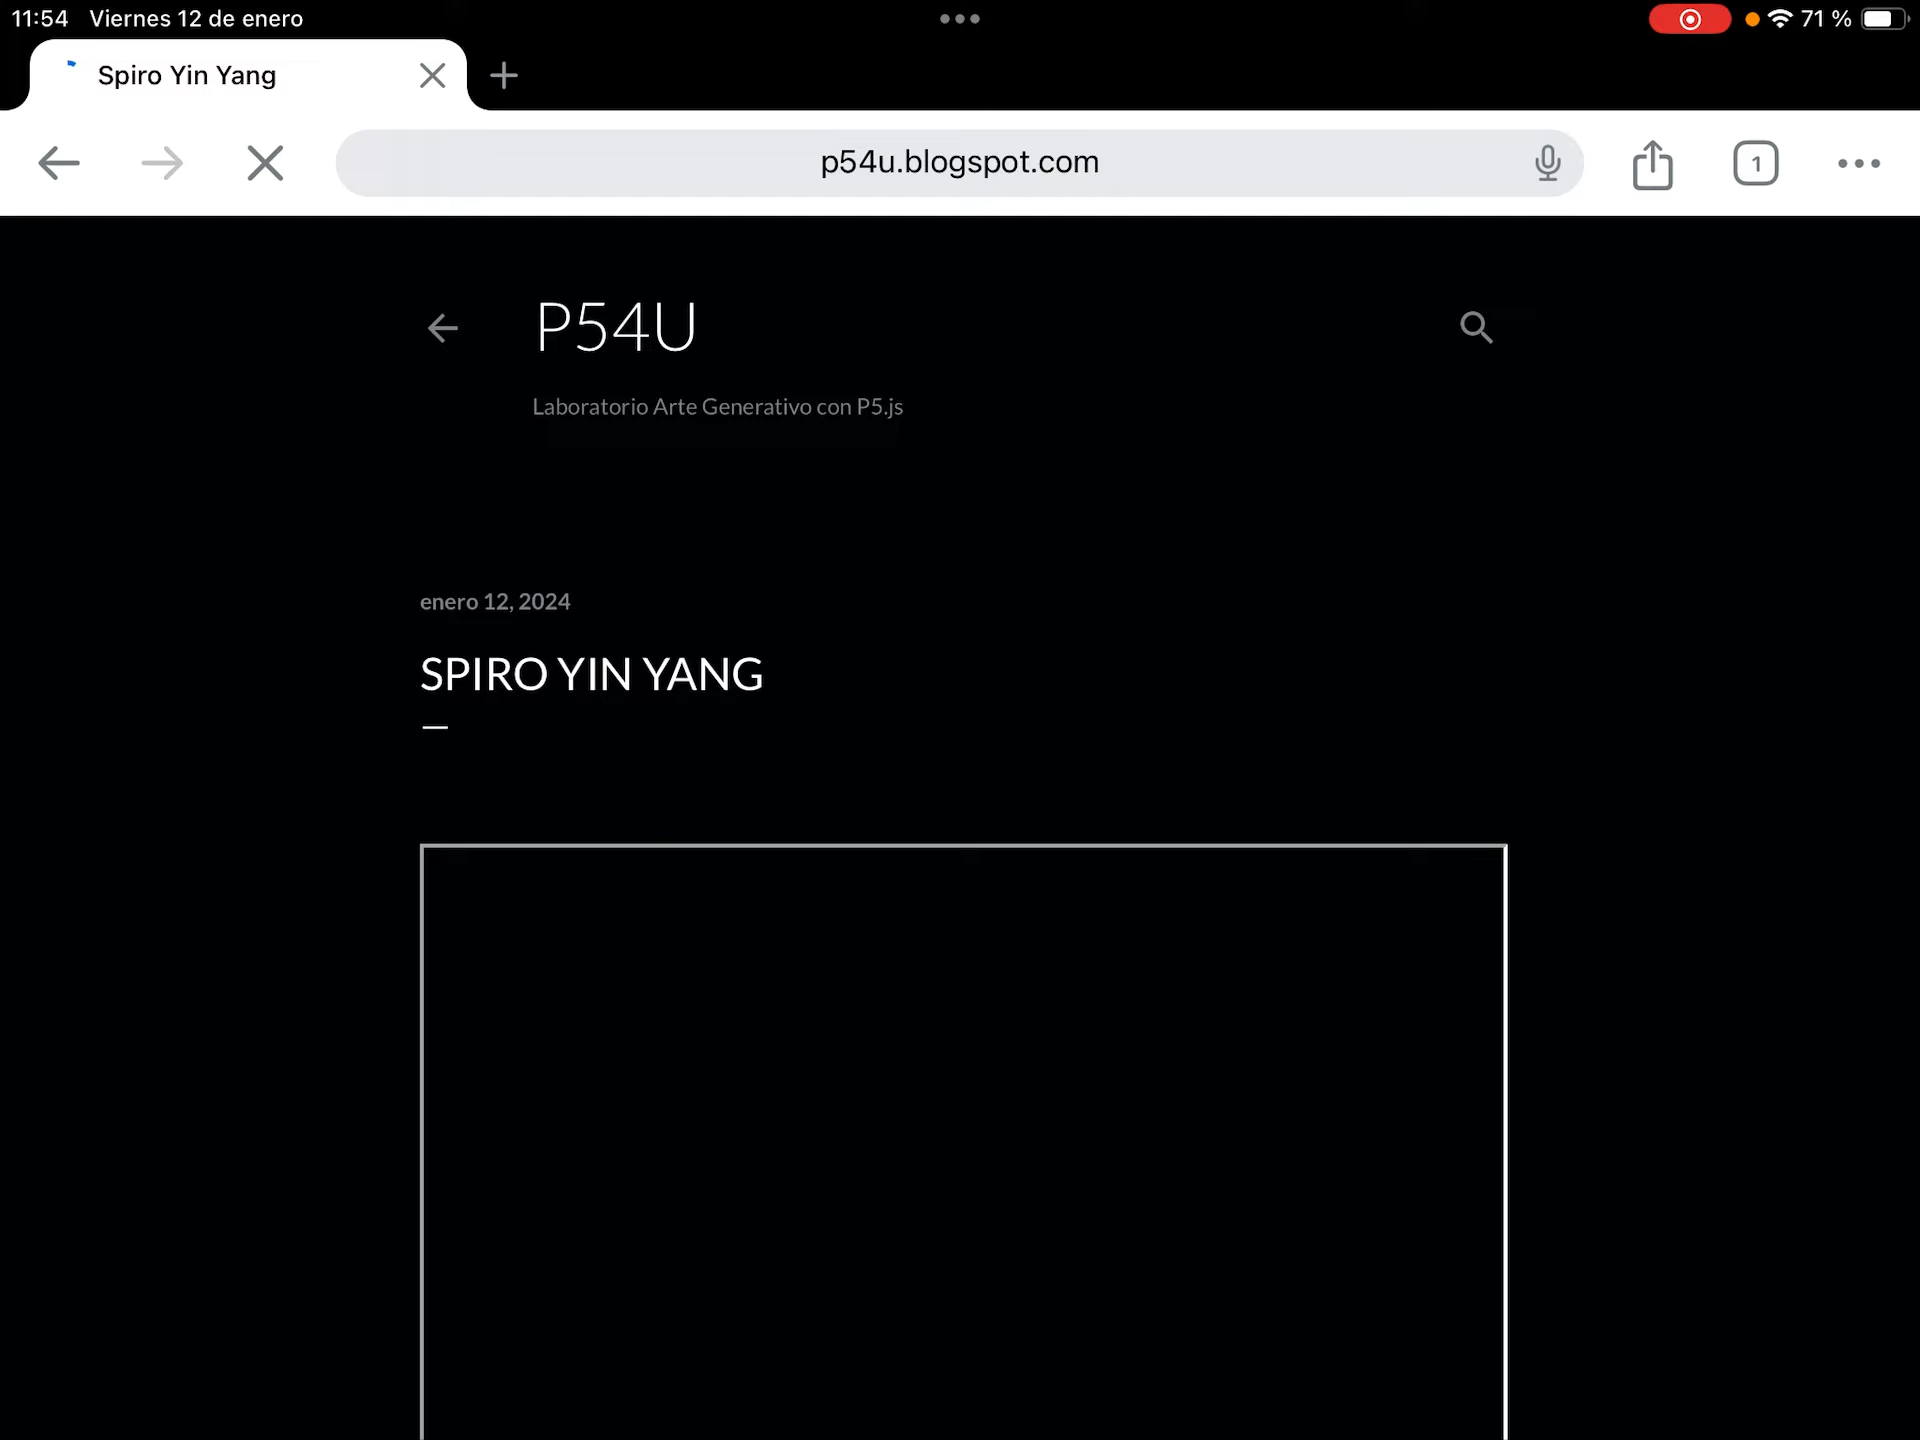 11:54 Viernes 12 de enero
71 %
Spiro Yin Yang
p54u.blogspot.com
1
P54U
Laboratorio Arte Generativo con P5.js
enero 12, 2024
SPIRO YIN YANG